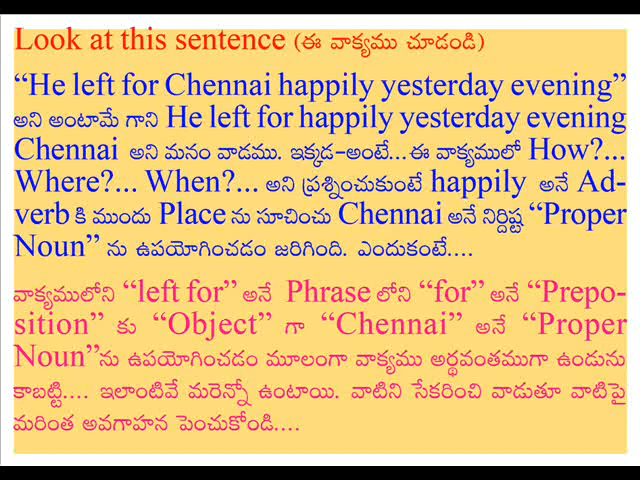 Look at this sentence (ఈ వాక్యము చూడండి)
“He left for Chennai happily yesterday evening”
అని అంటామే గాని He left for happily yesterday evening
Chennai అని మనం వాడము. ఇక్కడ-అంటే...ఈ వాక్యములో How?...
Where?... When?... అని ప్రశ్నించుకుంటే happily అనే Ad-
verb కి ముందు Place ను సూచించు Chennai అనే నిర్దిష్ట “Proper
Noun” ను ఉపయోగించడం జరిగింది. ఎందుకంటే....
వాక్యములోని “left for” అనే Phrase లోని “for” అనే “Prepo-
sition” కు “Object” గా “Chennai” అనే “Proper
Noun”ను ఉపయోగించడం మూలంగా వాక్యము అర్థవంతముగా ఉండును
కాబట్టి.... ఇలాంటివే మరెన్నో ఉంటాయి. వాటిని సేకరించి వాడుతూ వాటిపై
మరింత అవగాహన పెంచుకోండి....